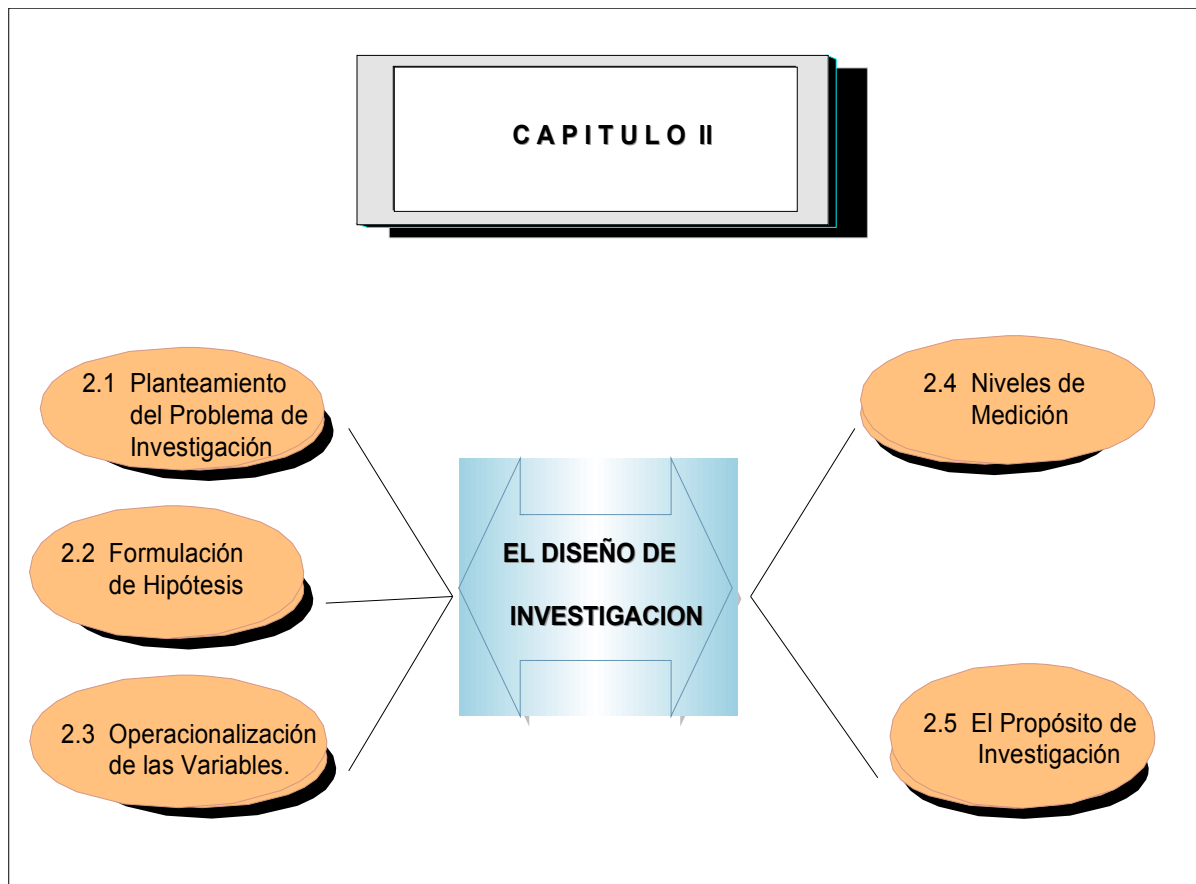 C A P I T U L O  II
2.1  Planteamiento
del Problema de
Investigación
2.2  Formulación
de Hipótesis
2.3  Operacionalización
de las Variables.
EL DISEÑO DE
INVESTIGACION
2.4  Niveles de
Medición
2.5  El Propósito de
Investigación